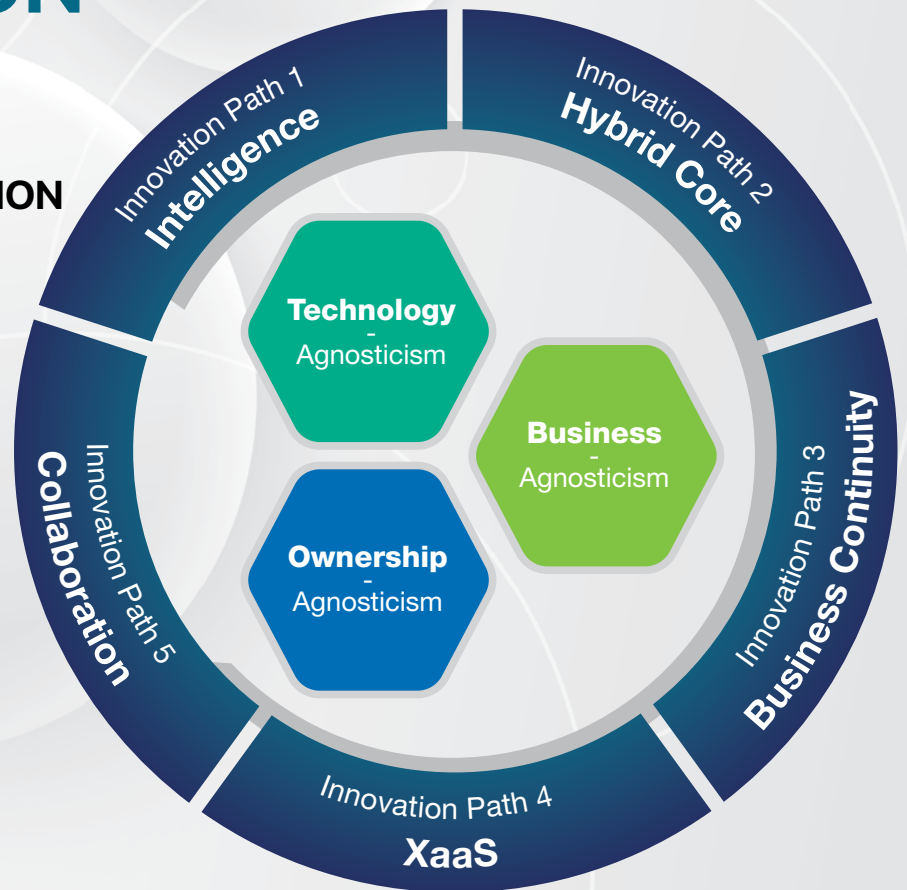 Innovation Path 1
Intelligence
Innovation Path 2
Hybrid Core
Innovation Path 3
Business Continuity
Innovation Path 4
XaaS
Innovation Path 5
Collaboration
Technology
-
Agnosticism
Business
-
Agnosticism
Ownership
-
Agnosticism